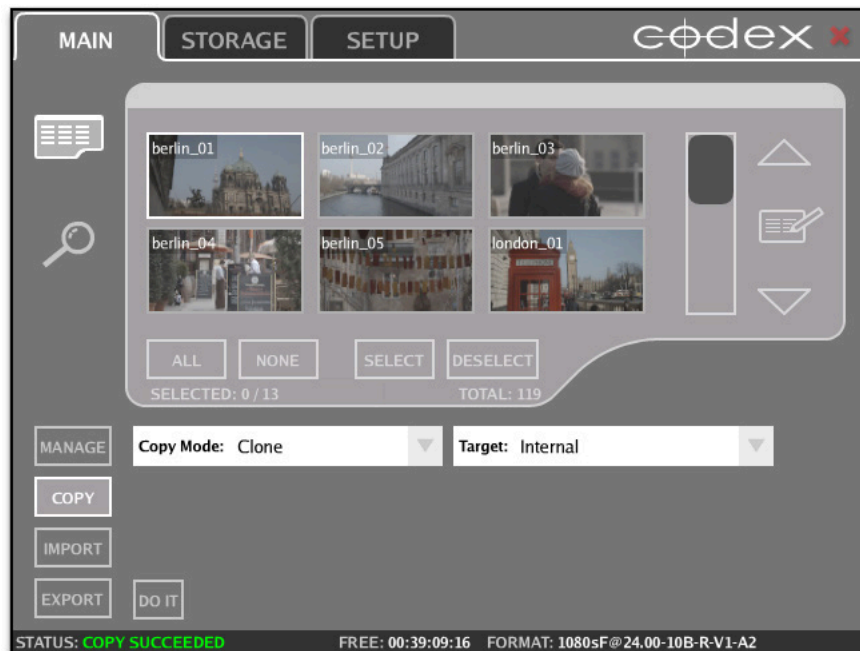 MAIN STORAGE SETUP codex
berlin_01 berlin_02 berlin_03
berlin_04 berlin_05 london_01
TELEPHONE
ALL NONE SELECT DESELECT
SELECTED: 0 / 13 TOTAL: 119
MANAGE Copy Mode: Clone Target: Internal
COPY
IMPORT
EXPORT DO IT
STATUS: COPY SUCCEEDED FREE: 00:39:09:16 FORMAT: 1080sF@24.00-10B-R-V1-A2